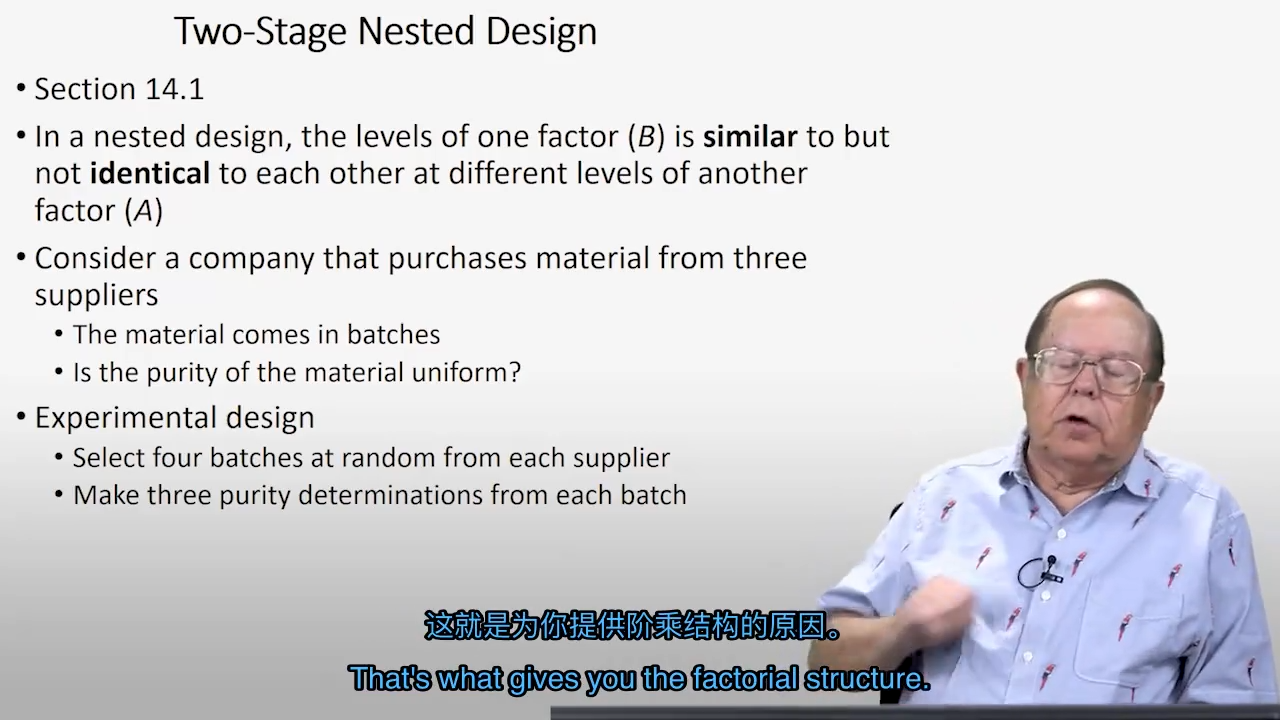 Two-Stage Nested Design
• Section 14.1
• In a nested design, the levels of one factor (B) is similar to but
not identical to each other at different levels of another
factor (A)
• Consider a company that purchases material from three
suppliers
• The material comes in batches
• Is the purity of the material uniform?
• Experimental design
• Select four batches at random from each supplier
• Make three purity determinations from each batch
这就是为你提供阶乘结构的原因。
That's what gives you the factorial structure.